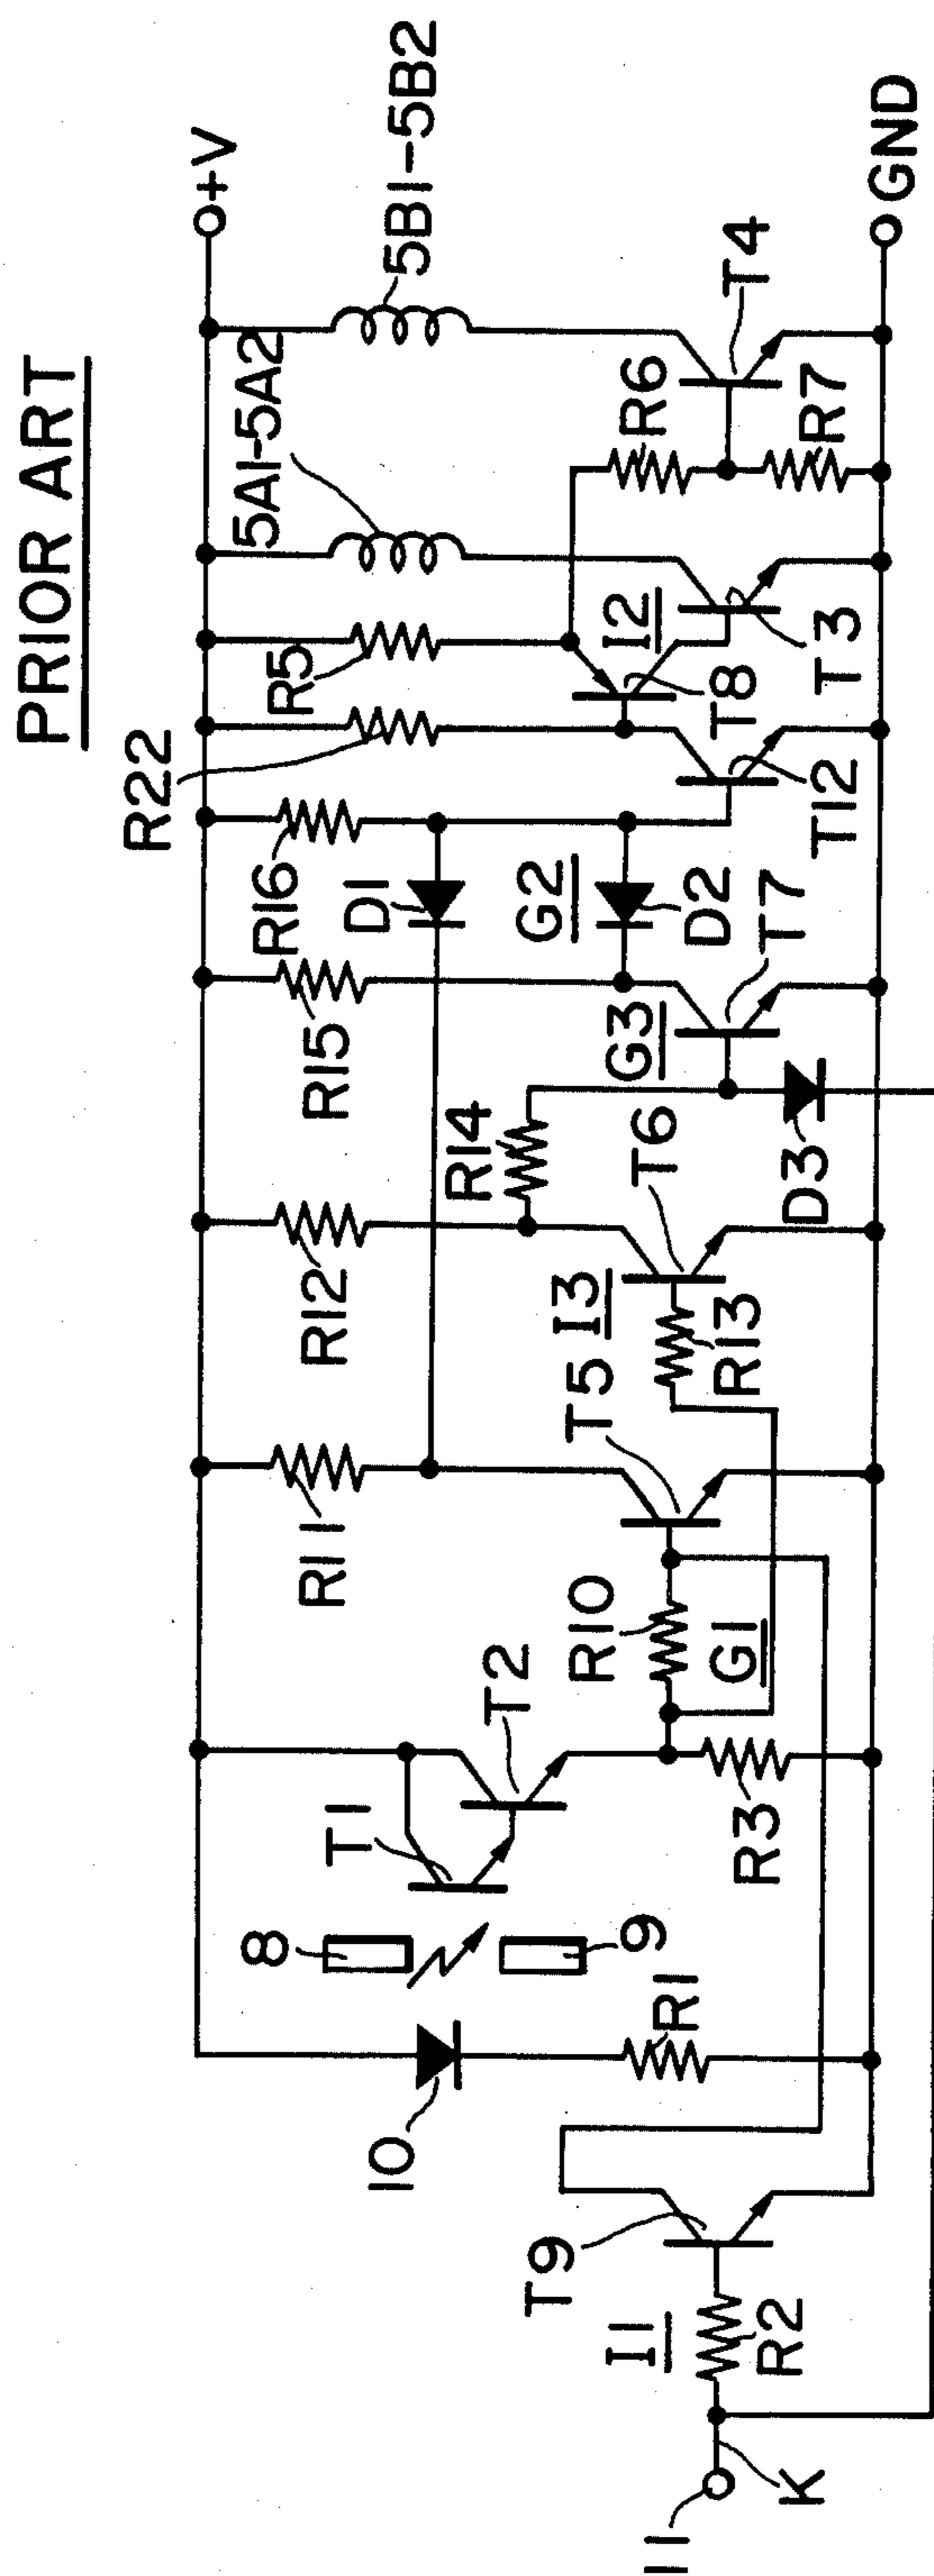 PRIOR ART
+V
5B1-5B2
5A1-5A2
R22
R5
R16
R15
R12
R11
D1
R14
G2
D2
I2
R6
T4
GND
R7
T3
T8
T12
T7
G3
D3
T6
I3
R13
T5
R10
G1
T2
T1
R3
8
9
10
R1
T9
I1
R2
K
11